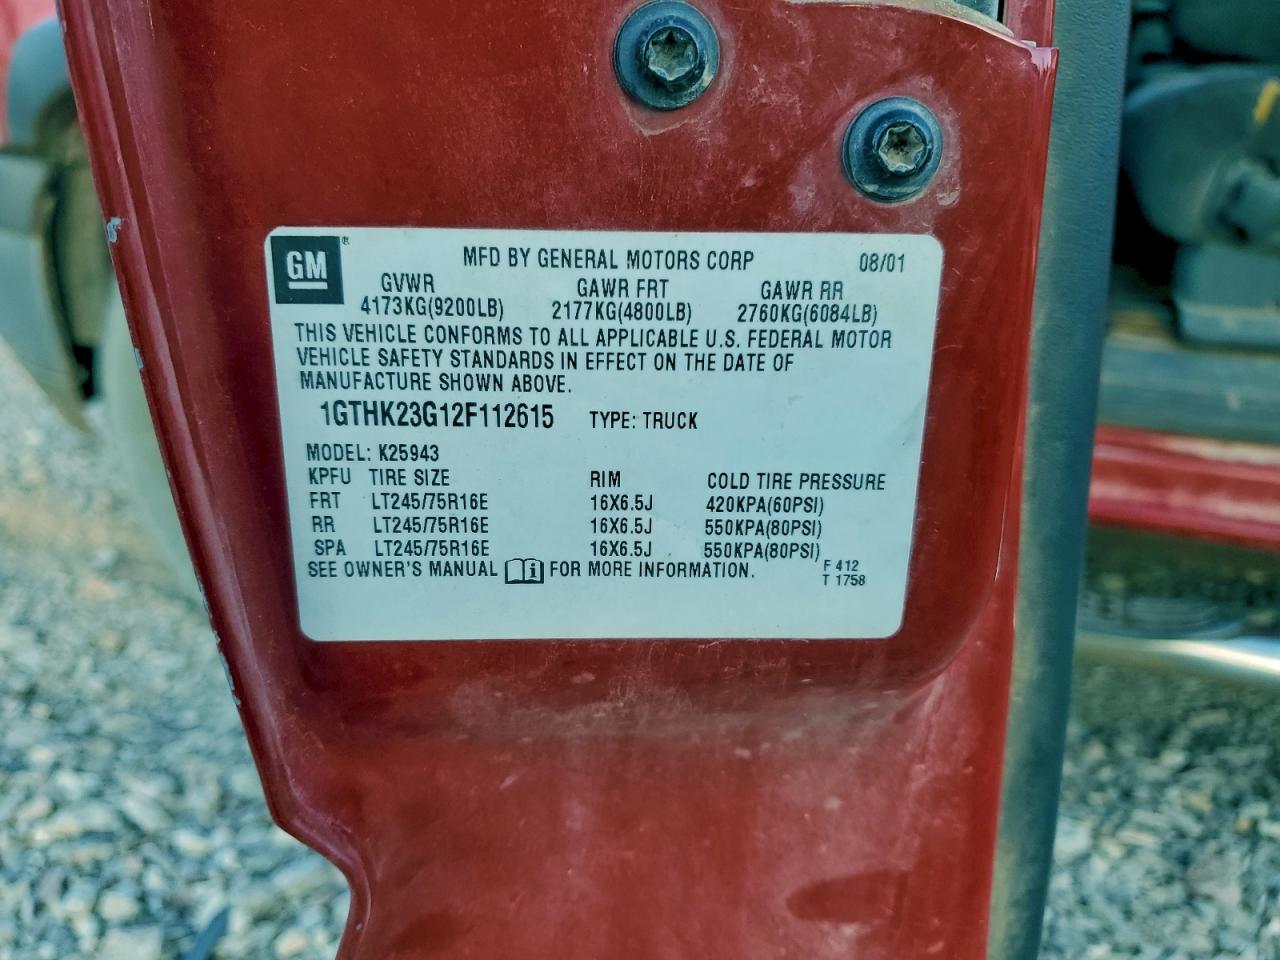 GM ® MFD BY GENERAL MOTORS CORP 08/01
GVWR GAWR FRT GAWR RR
4173KG(9200LB) 2177KG(4800LB) 2760KG(6084LB)
THIS VEHICLE CONFORMS TO ALL APPLICABLE U.S. FEDERAL MOTOR
VEHICLE SAFETY STANDARDS IN EFFECT ON THE DATE OF
MANUFACTURE SHOWN ABOVE.
1GTHK23G12F112615 TYPE: TRUCK
MODEL: K25943
KPFU TIRE SIZE RIM COLD TIRE PRESSURE
FRT LT245/75R16E 16X6.5J 420KPA(60PSI)
RR LT245/75R16E 16X6.5J 550KPA(80PSI)
SPA LT245/75R16E 16X6.5J 550KPA(80PSI)
SEE OWNER'S MANUAL i FOR MORE INFORMATION. F 412
T 1758